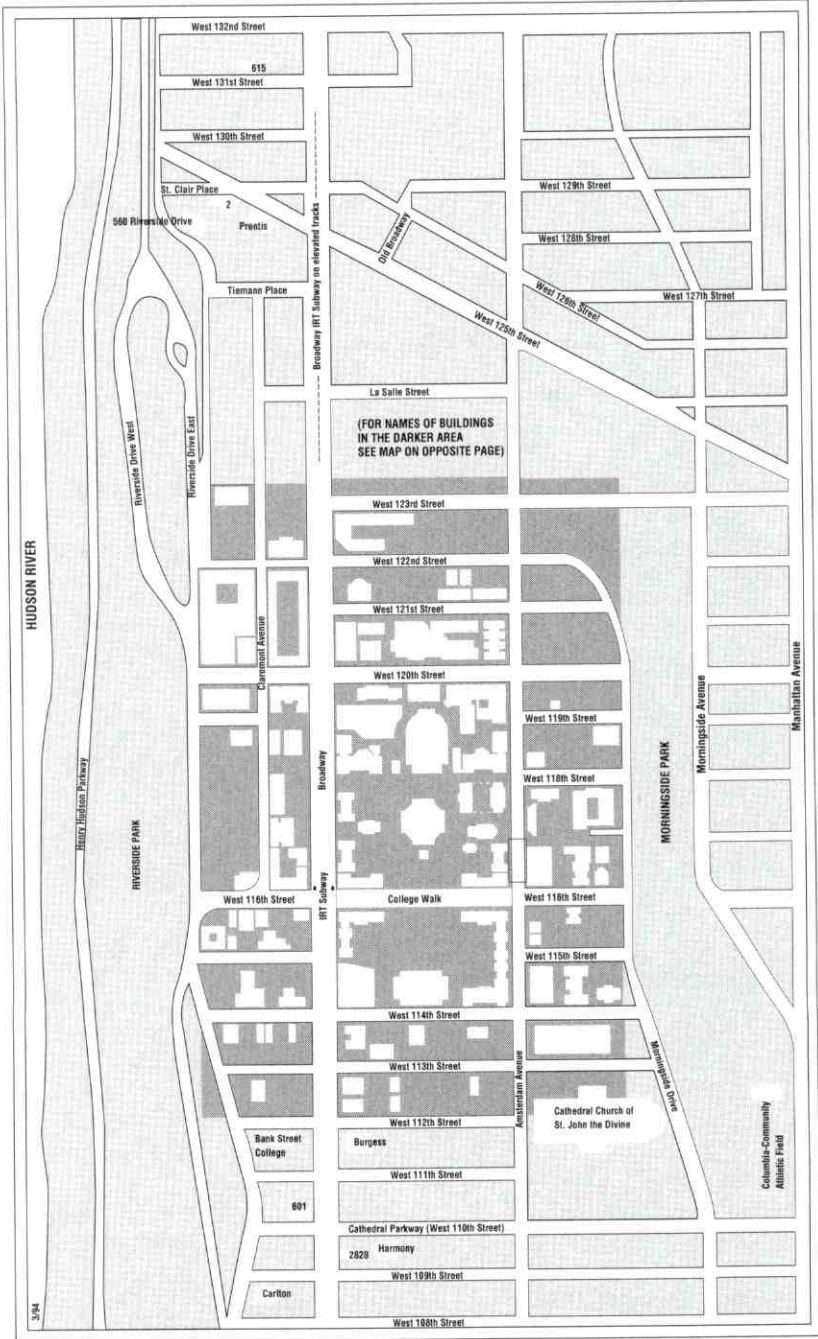 West 132nd Street
615
West 131st Street
West 130th Street
St. Clair Place
2
560 Riverside Drive
Prentis
Tiemann Place
Broadway IRT Subway on elevated tracks
Old Broadway
West 129th Street
West 128th Street
West 127th Street
West 126th Street
West 125th Street
La Salle Street
(FOR NAMES OF BUILDINGS
IN THE DARKER AREA
SEE MAP ON OPPOSITE PAGE)
Riverside Drive West
Riverside Drive East
HUDSON RIVER
West 123rd Street
West 122nd Street
West 121st Street
Claremont Avenue
West 120th Street
West 119th Street
Broadway
West 118th Street
Henry Hudson Parkway
RIVERSIDE PARK
MORNINGSIDE PARK
Morningside Avenue
Manhattan Avenue
West 116th Street
IRT Subway
College Walk
West 116th Street
West 115th Street
West 114th Street
West 113th Street
Amsterdam Avenue
Morningside Drive
West 112th Street
Cathedral Church of
St. John the Divine
Bank Street
College
Burgess
West 111th Street
Columbia-Community
Athletic Field
601
Cathedral Parkway (West 110th Street)
2828 Harmony
West 109th Street
Carlton
West 108th Street
3/94